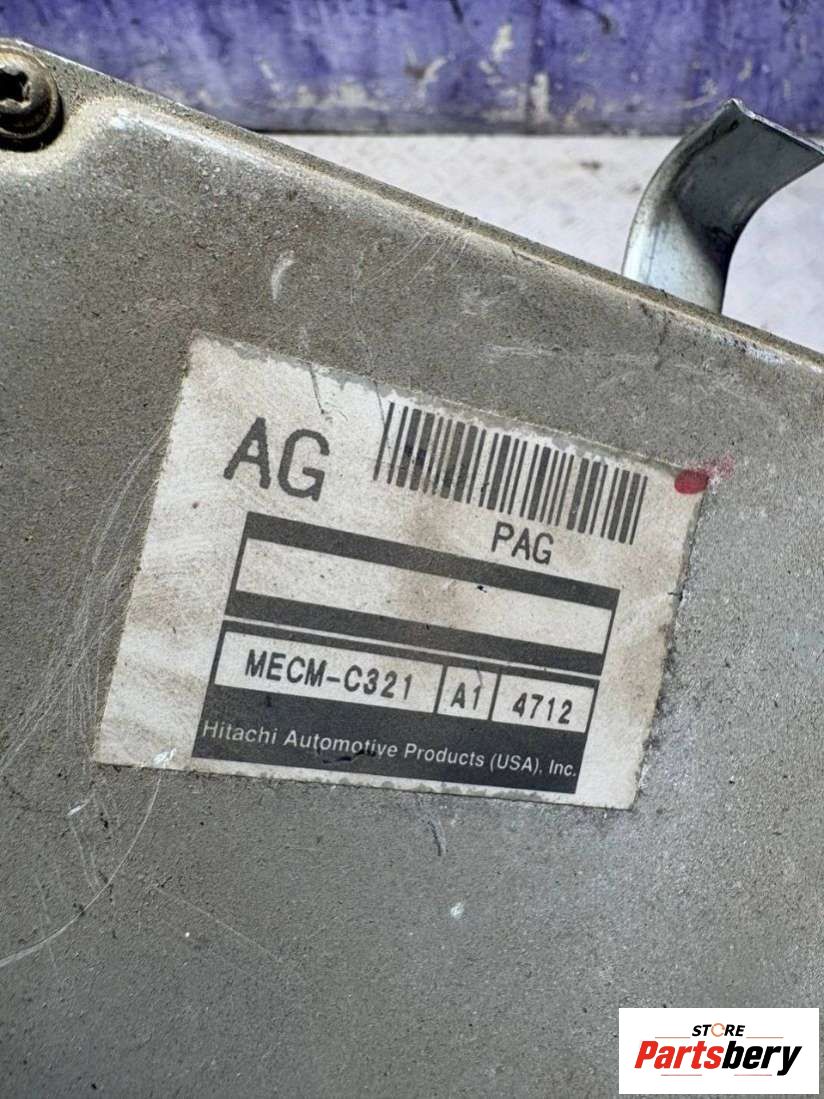 AG
PAG
MECM-C321 A1 4712
Hitachi Automotive Products (USA), Inc.
STORE
Partsbery